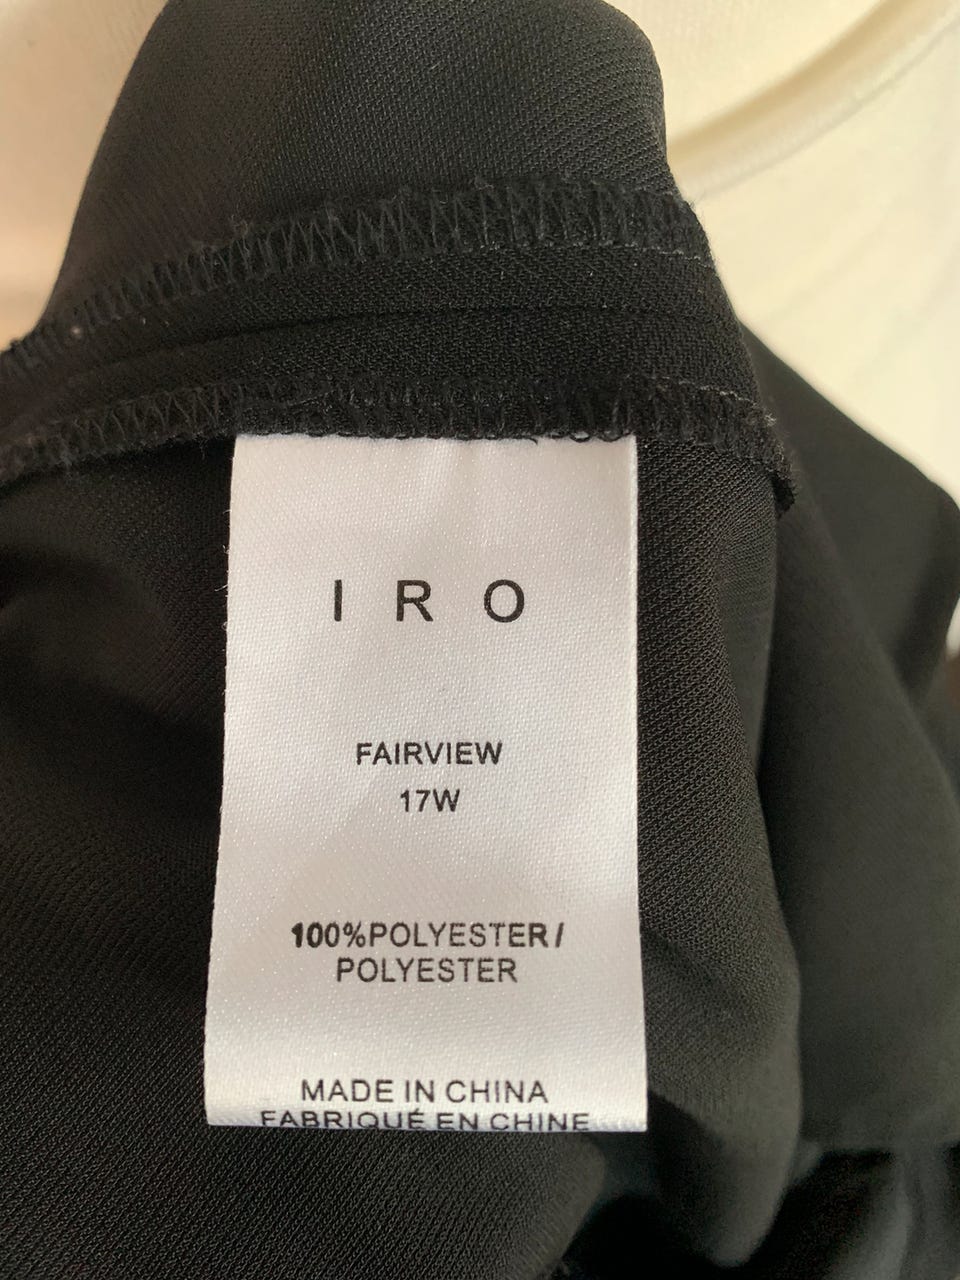 I R O
FAIRVIEW
17W
100%POLYESTER/
POLYESTER
MADE IN CHINA
FABRIQUÉ EN CHINE